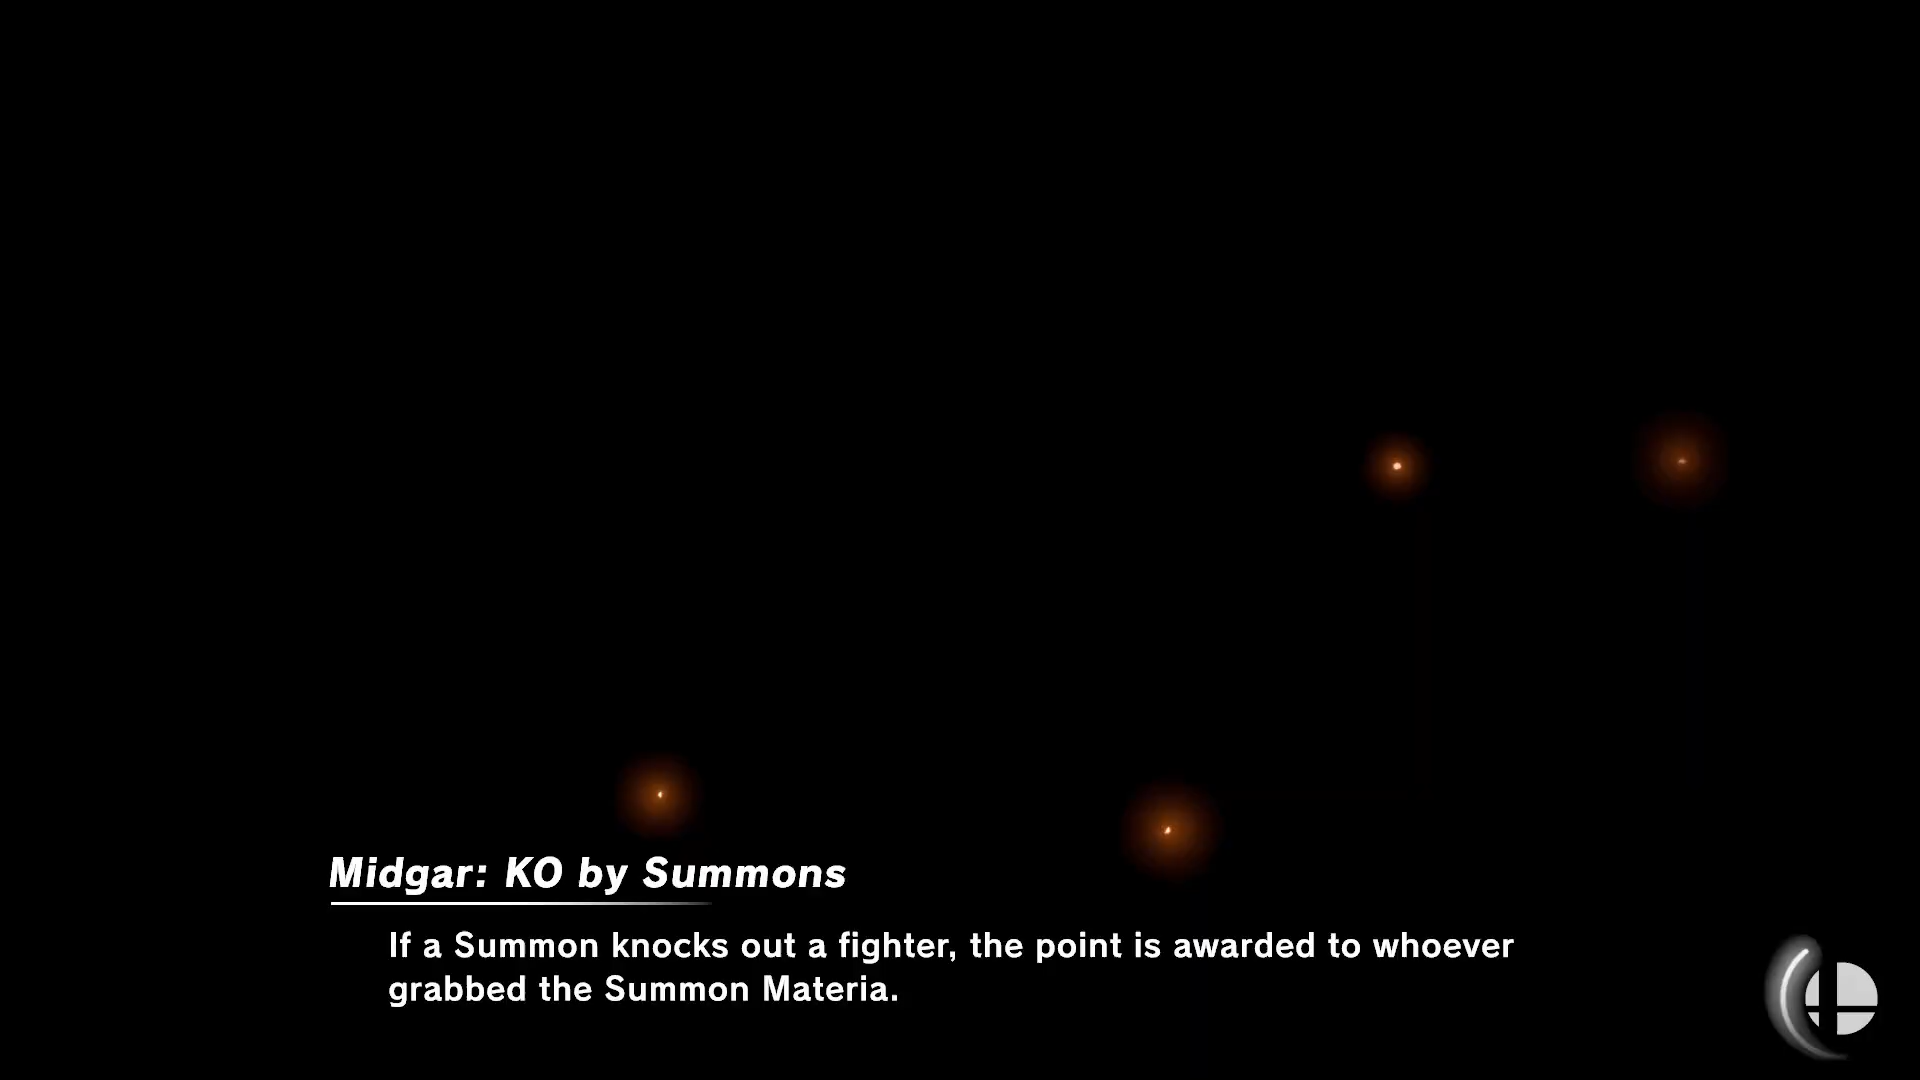 Midgar: KO by Summons
If a Summon knocks out a fighter, the point is awarded to whoever
grabbed the Summon Materia.